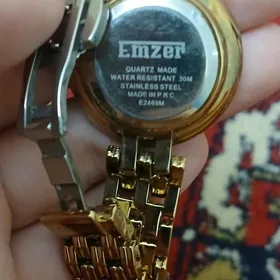 Emzer
QUARTZ MADE
WATER RESISTANT 30M
STAINLESS STEEL
MADE IN P.R.C.
E2469M